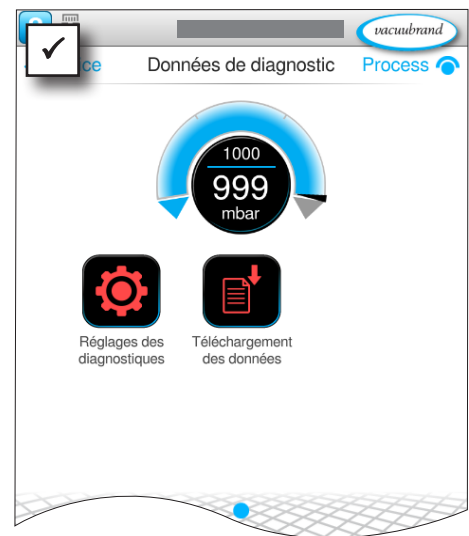 vacuubrand
Données de diagnostic
Process
1000
999
mbar
Réglages des
diagnostiques
Téléchargement
des données